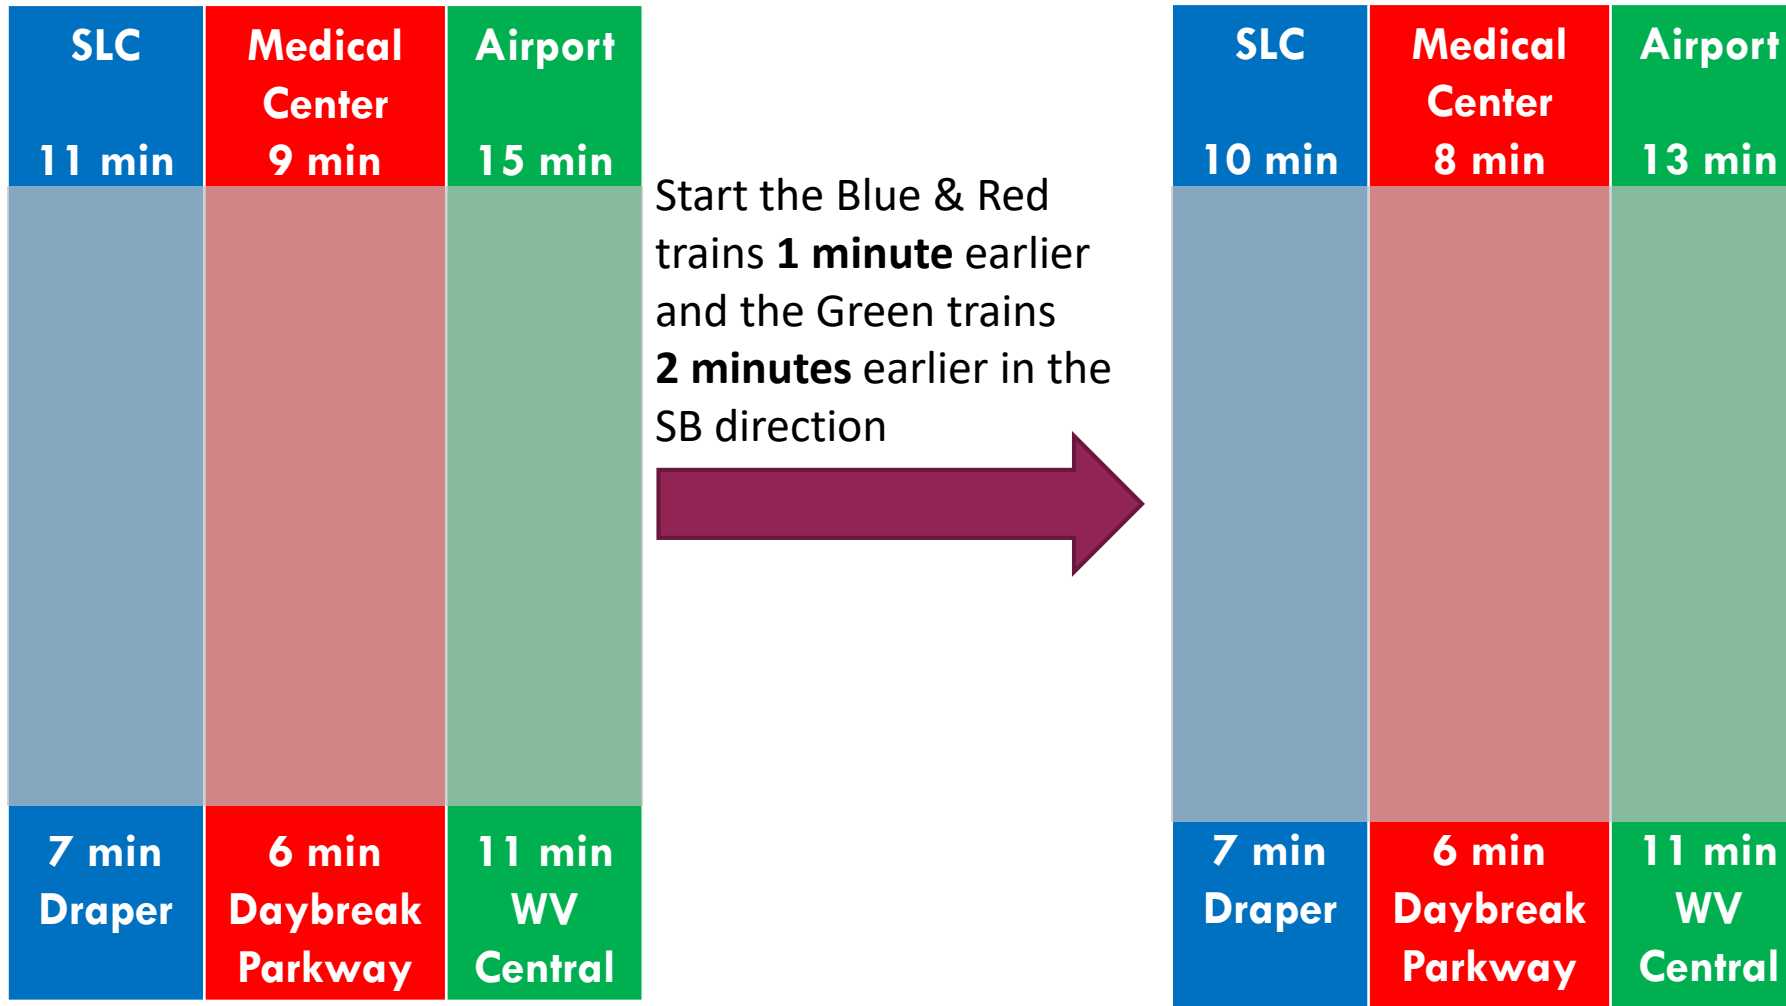 SLC
11 min
Medical
Center
9 min
Airport
15 min
7 min
Draper
6 min
Daybreak
Parkway
11 min
WV
Central
Start the Blue & Red
trains 1 minute earlier
and the Green trains
2 minutes earlier in the
SB direction
SLC
10 min
Medical
Center
8 min
Airport
13 min
7 min
Draper
6 min
Daybreak
Parkway
11 min
WV
Central